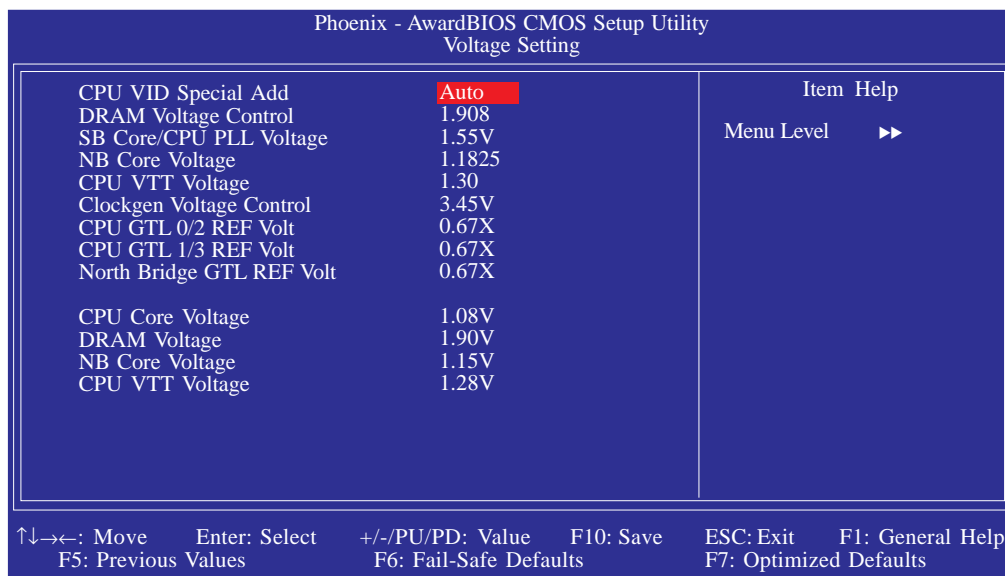 Phoenix - AwardBIOS CMOS Setup Utility
Voltage Setting
CPU VID Special Add Auto
DRAM Voltage Control 1.908
SB Core/CPU PLL Voltage 1.55V
NB Core Voltage 1.1825
CPU VTT Voltage 1.30
Clockgen Voltage Control 3.45V
CPU GTL 0/2 REF Volt 0.67X
CPU GTL 1/3 REF Volt 0.67X
North Bridge GTL REF Volt 0.67X
CPU Core Voltage 1.08V
DRAM Voltage 1.90V
NB Core Voltage 1.15V
CPU VTT Voltage 1.28V
Item Help
Menu Level ▶▶
↑↓→←: Move Enter: Select +/-/PU/PD: Value F10: Save ESC: Exit F1: General Help
F5: Previous Values F6: Fail-Safe Defaults F7: Optimized Defaults